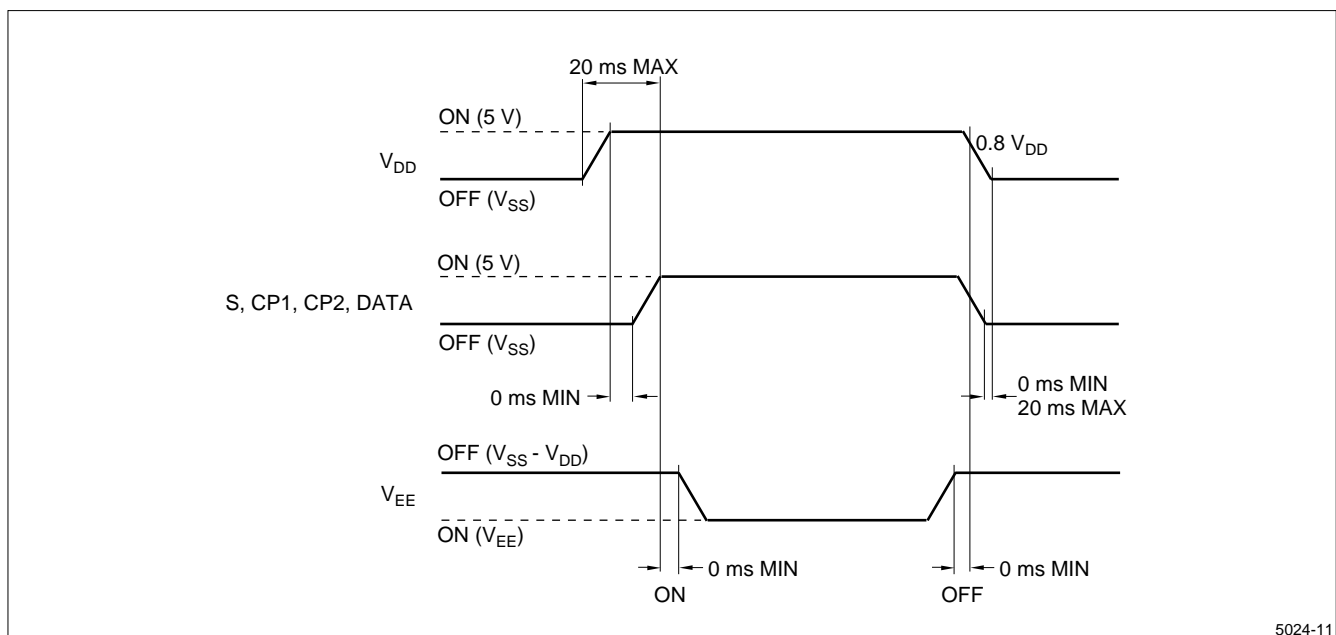 20 ms MAX
ON (5 V)
0.8 VDD
VDD
OFF (VSS)
ON (5 V)
S, CP1, CP2, DATA
OFF (VSS)
0 ms MIN
0 ms MIN
20 ms MAX
OFF (VSS - VDD)
VEE
ON (VEE)
0 ms MIN
0 ms MIN
ON
OFF
5024-11